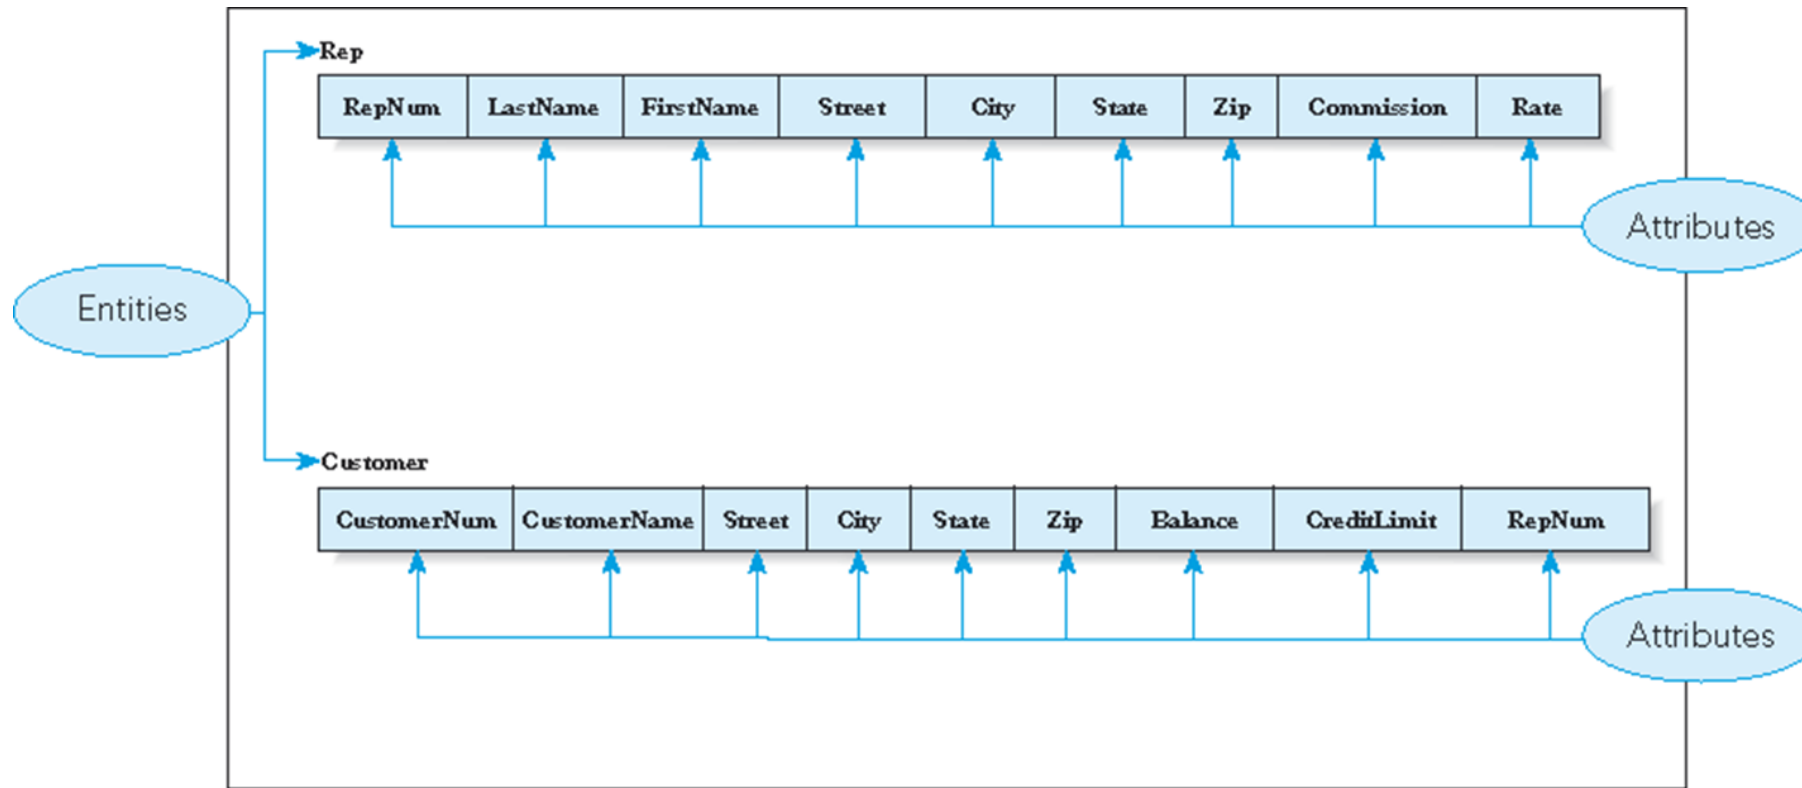 Rep
RepNum LastName FirstName Street City State Zip Commission Rate
Attributes
Entities
Customer
CustomerNum CustomerName Street City State Zip Balance CreditLimit RepNum
Attributes